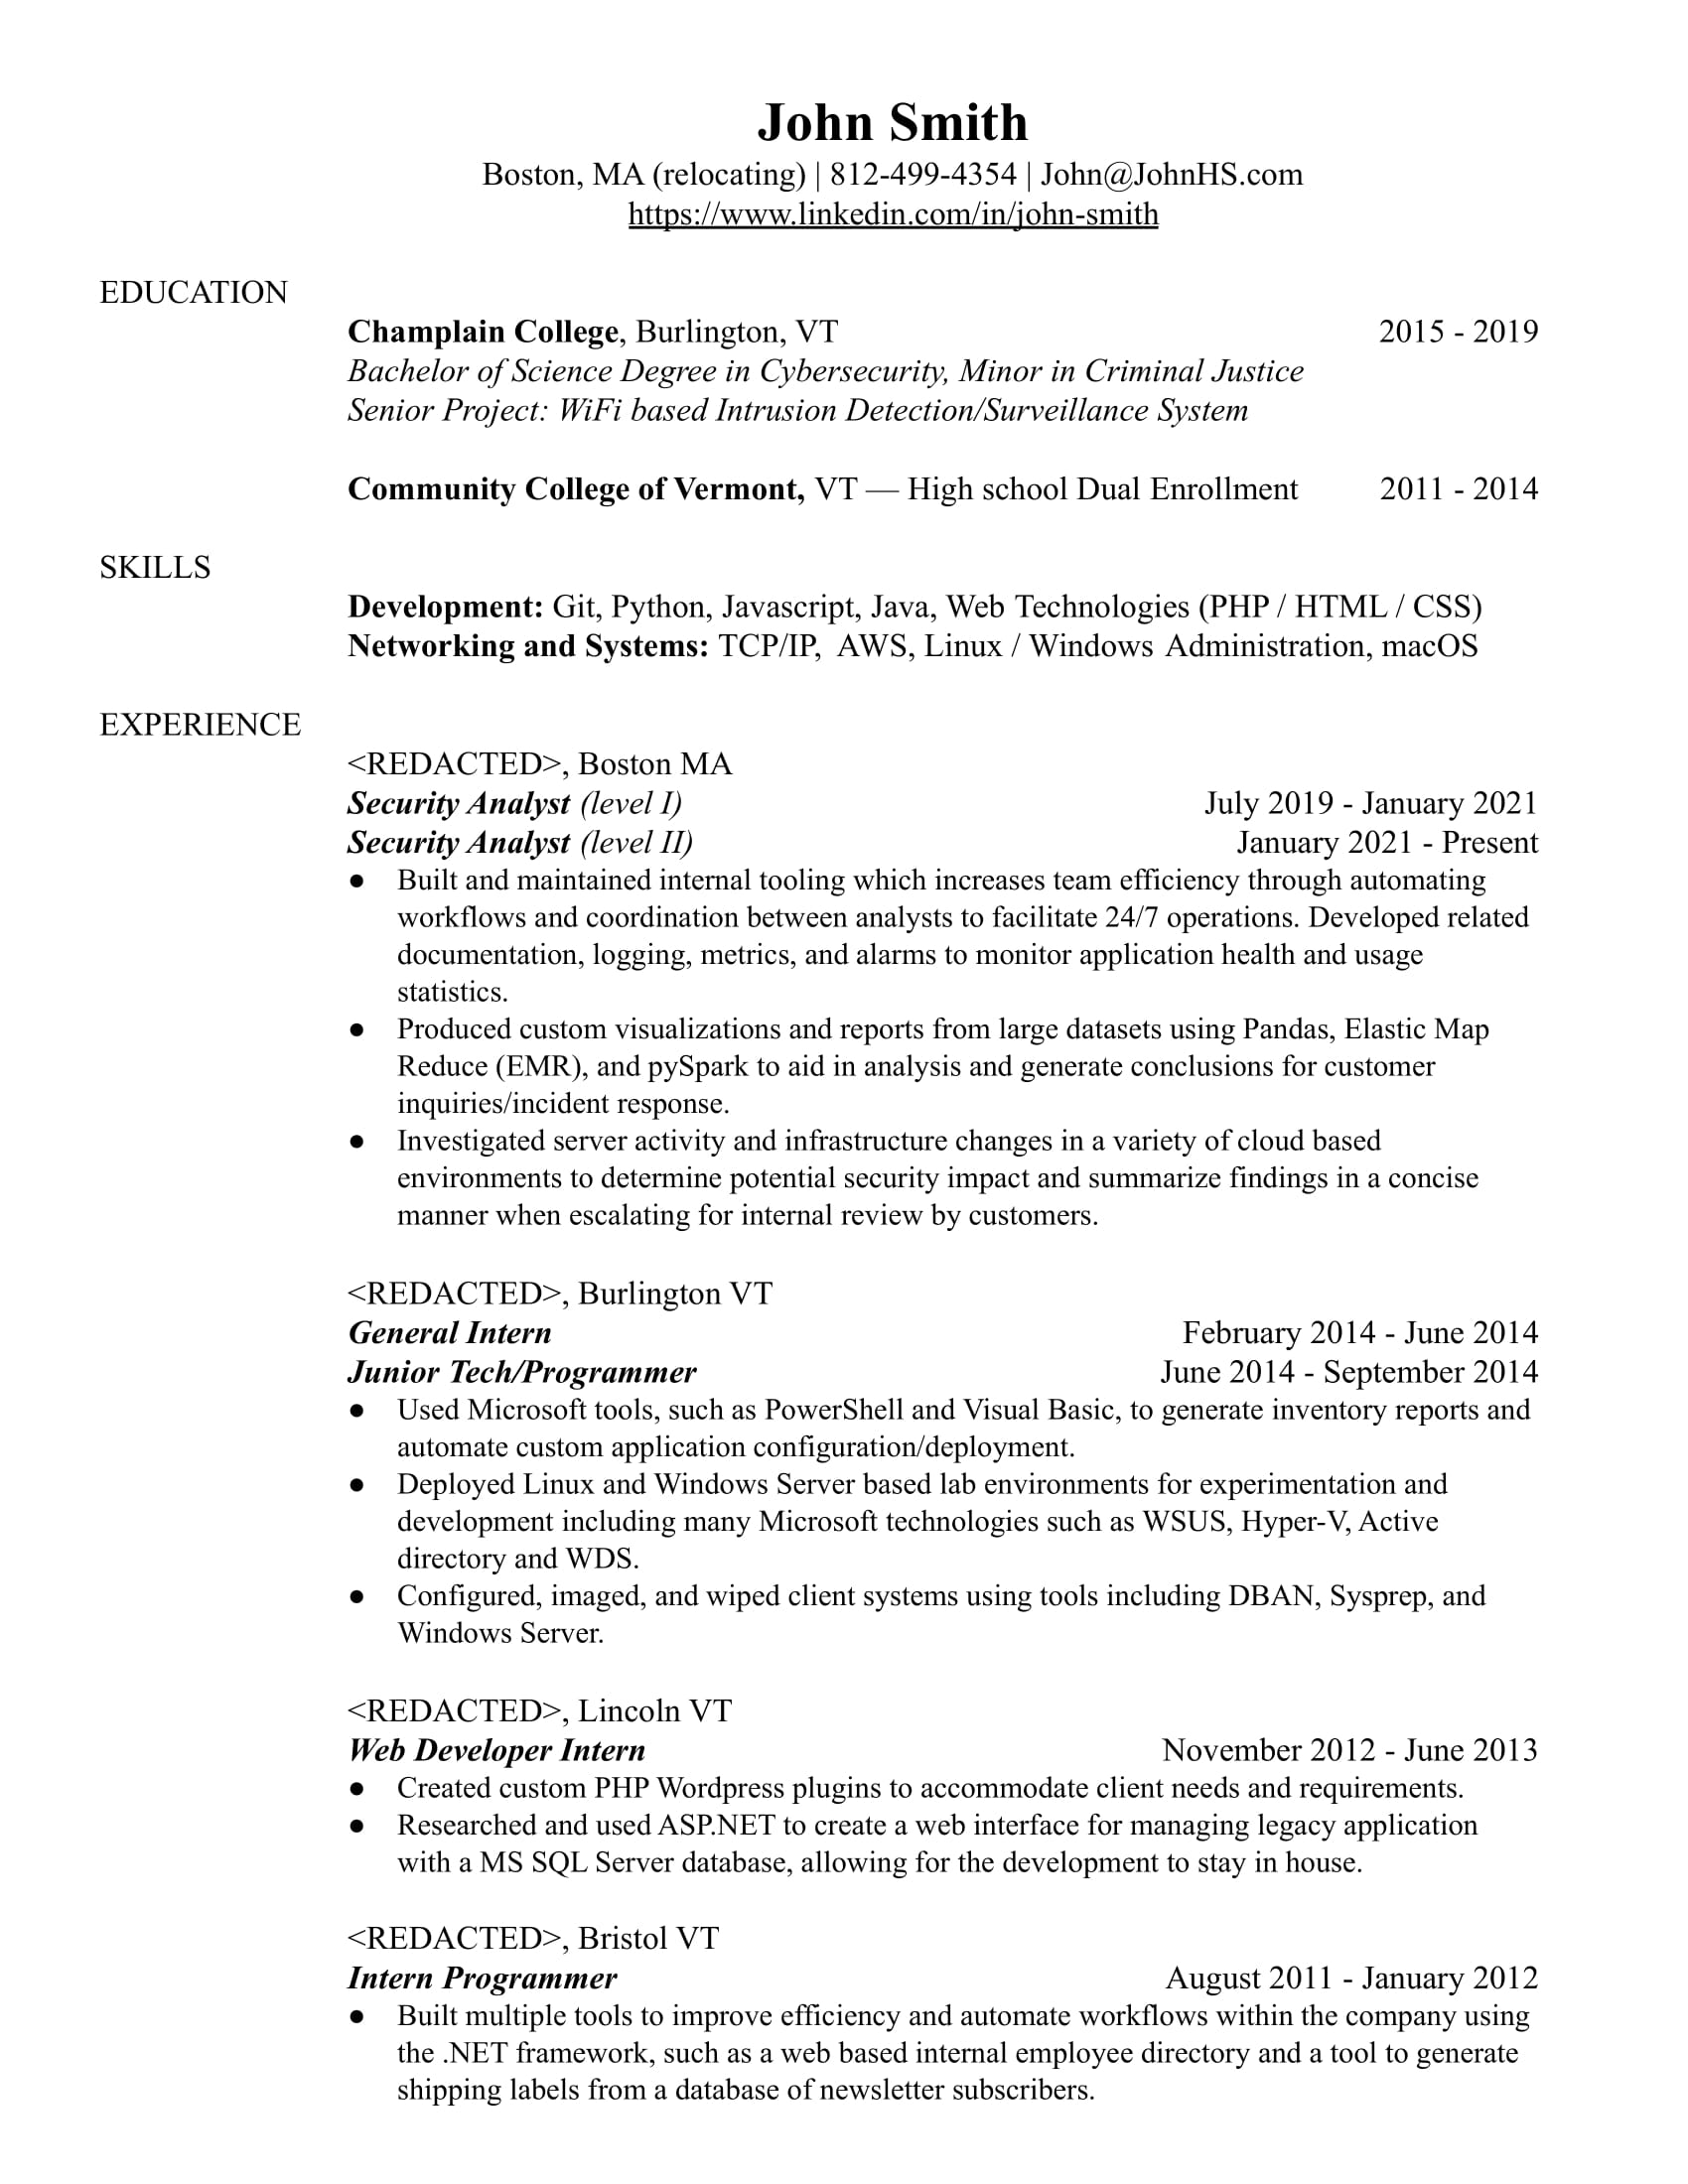 John Smith
Boston, MA (relocating) | 812-499-4354 | John@JohnHS.com
https://www.linkedin.com/in/john-smith
EDUCATION
Champlain College, Burlington, VT 2015 - 2019
Bachelor of Science Degree in Cybersecurity, Minor in Criminal Justice
Senior Project: WiFi based Intrusion Detection/Surveillance System
Community College of Vermont, VT — High school Dual Enrollment 2011 - 2014
SKILLS
Development: Git, Python, Javascript, Java, Web Technologies (PHP / HTML / CSS)
Networking and Systems: TCP/IP, AWS, Linux / Windows Administration, macOS
EXPERIENCE
<REDACTED>, Boston MA
Security Analyst (level I) July 2019 - January 2021
Security Analyst (level II) January 2021 - Present
● Built and maintained internal tooling which increases team efficiency through automating
workflows and coordination between analysts to facilitate 24/7 operations. Developed related
documentation, logging, metrics, and alarms to monitor application health and usage
statistics.
● Produced custom visualizations and reports from large datasets using Pandas, Elastic Map
Reduce (EMR), and pySpark to aid in analysis and generate conclusions for customer
inquiries/incident response.
● Investigated server activity and infrastructure changes in a variety of cloud based
environments to determine potential security impact and summarize findings in a concise
manner when escalating for internal review by customers.
<REDACTED>, Burlington VT
General Intern February 2014 - June 2014
Junior Tech/Programmer June 2014 - September 2014
● Used Microsoft tools, such as PowerShell and Visual Basic, to generate inventory reports and
automate custom application configuration/deployment.
● Deployed Linux and Windows Server based lab environments for experimentation and
development including many Microsoft technologies such as WSUS, Hyper-V, Active
directory and WDS.
● Configured, imaged, and wiped client systems using tools including DBAN, Sysprep, and
Windows Server.
<REDACTED>, Lincoln VT
Web Developer Intern November 2012 - June 2013
● Created custom PHP Wordpress plugins to accommodate client needs and requirements.
● Researched and used ASP.NET to create a web interface for managing legacy application
with a MS SQL Server database, allowing for the development to stay in house.
<REDACTED>, Bristol VT
Intern Programmer August 2011 - January 2012
● Built multiple tools to improve efficiency and automate workflows within the company using
the .NET framework, such as a web based internal employee directory and a tool to generate
shipping labels from a database of newsletter subscribers.